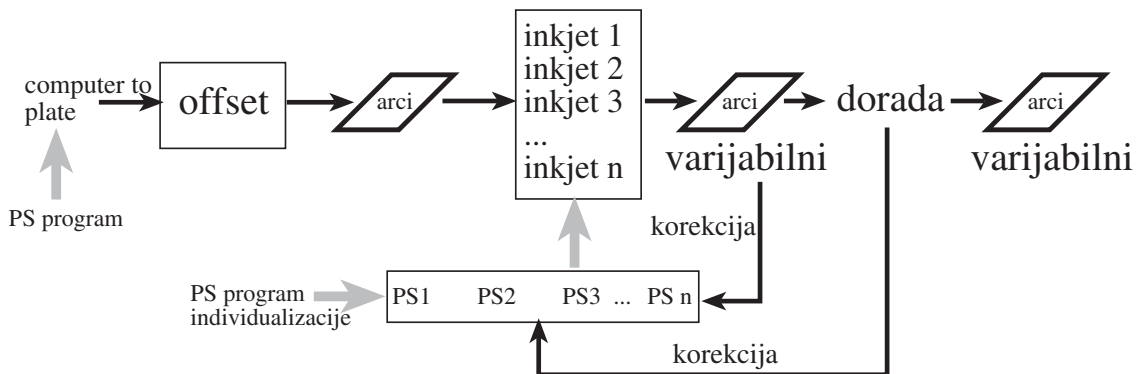 computer to
plate
PS program
offset
arci
inkjet 1
inkjet 2
inkjet 3
...
inkjet n
arci
varijabilni
dorada
arci
varijabilni
korekcija
PS program
individualizacije
PS1 PS2 PS3 ... PS n
korekcija